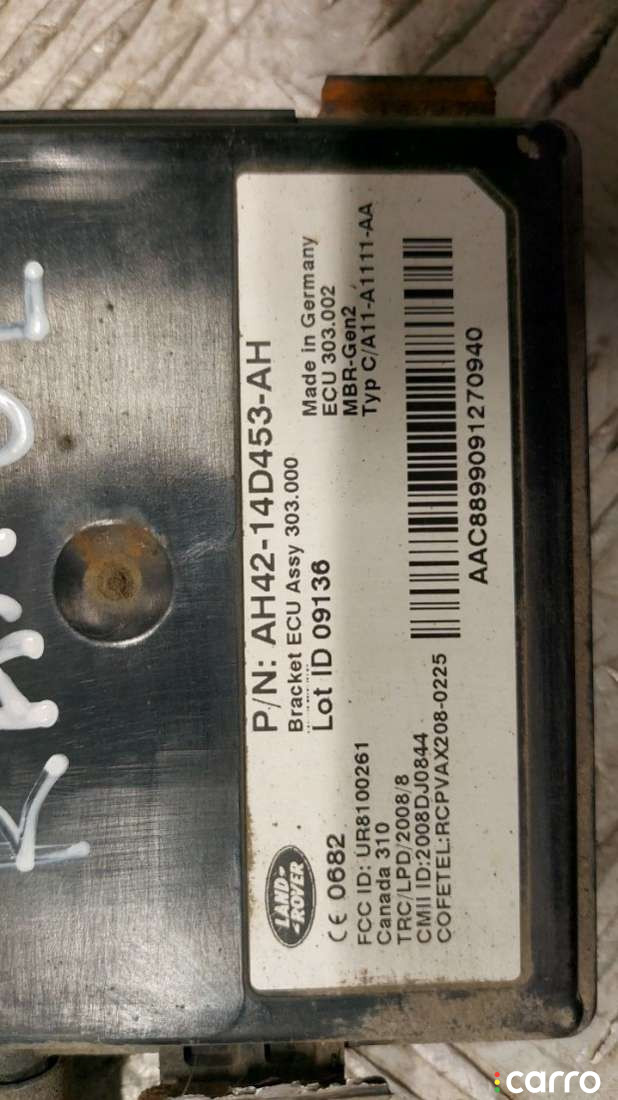 P/N: AH42-14D453-AH
Bracket ECU Assy 303.000
Lot ID 09136
Made in Germany
ECU 303.002
MBR-Gen2
Typ C/A11-A1111-AA
LAND-
-ROVER
CE 0682
FCC ID: UR8100261
Canada 310
TRC/LPD/2008/8
CMII ID:2008DJ0844
COFETEL:RCPVAX208-0225
AAC8899091270940
carro